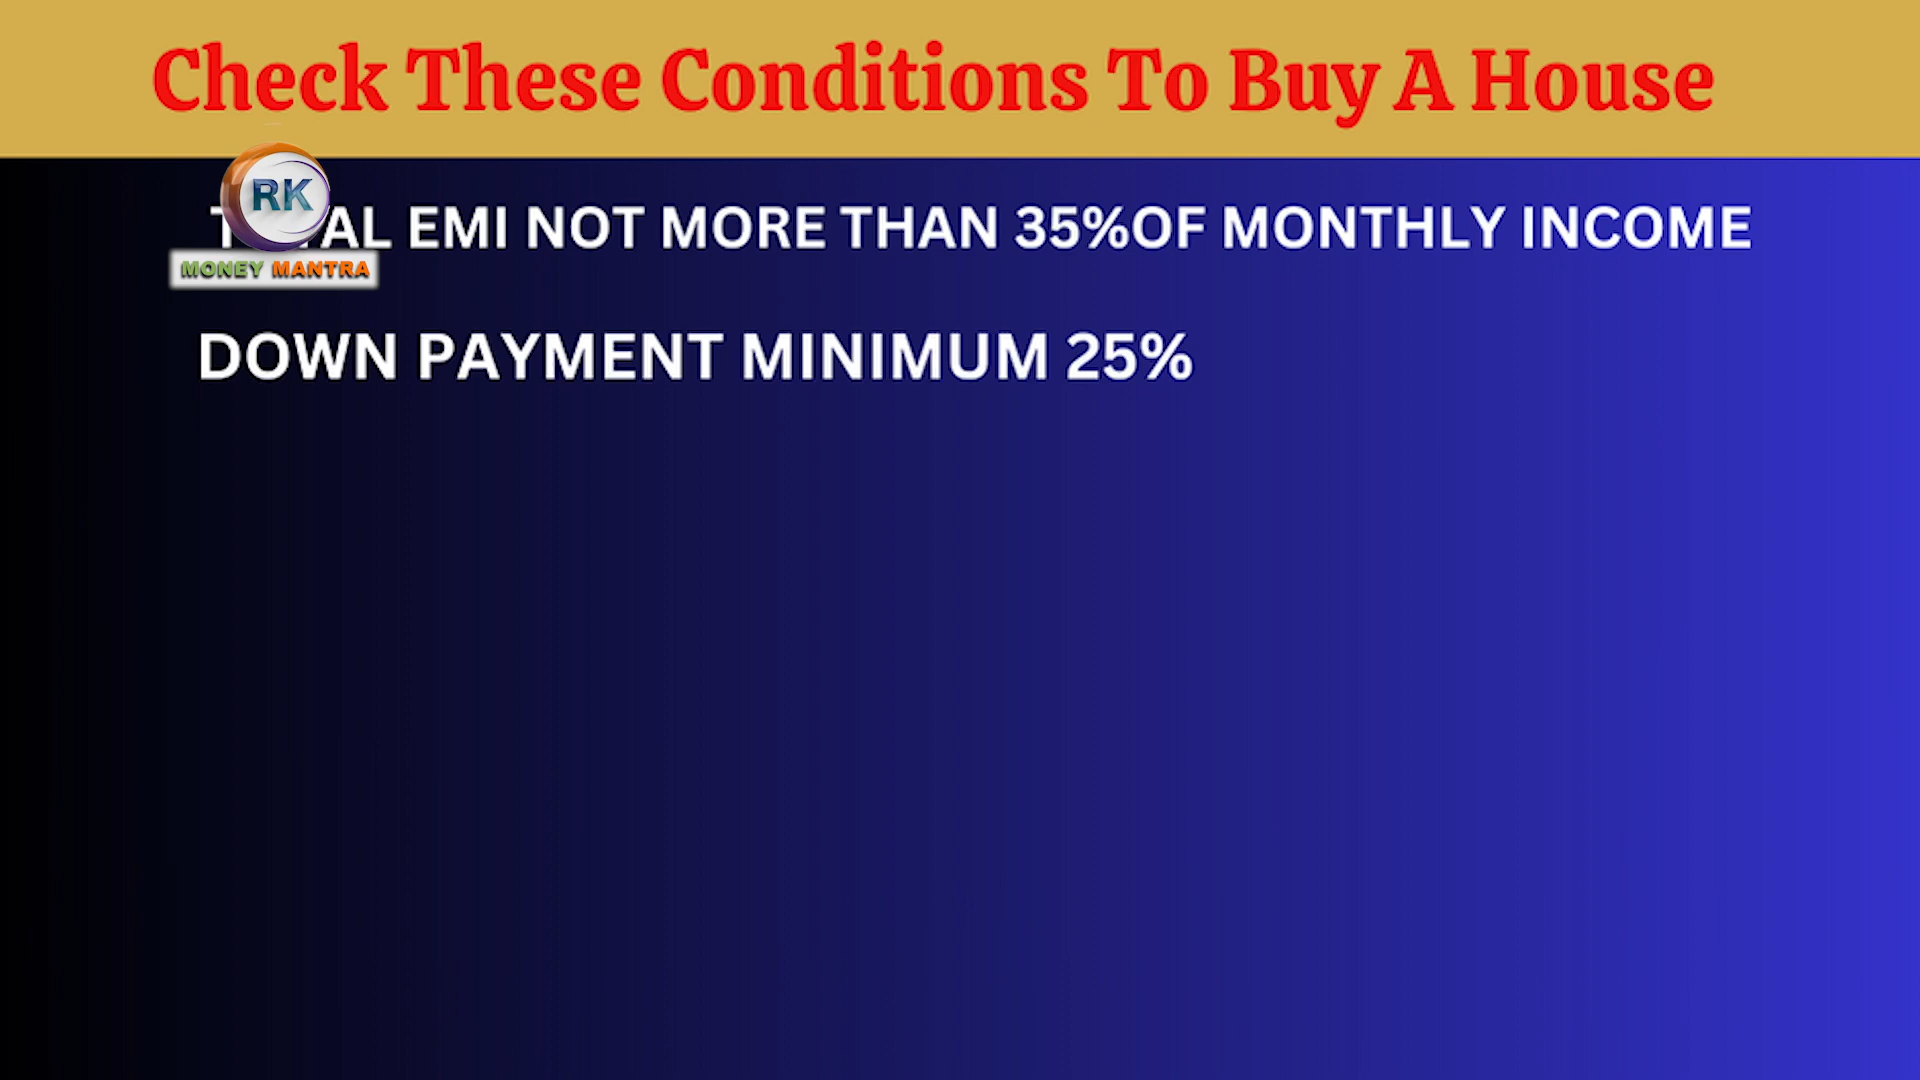 Check These Conditions To Buy A House
RK
MONEY MANTRA
EMI NOT MORE THAN 35%OF MONTHLY INCOME
DOWN PAYMENT MINIMUM 25%